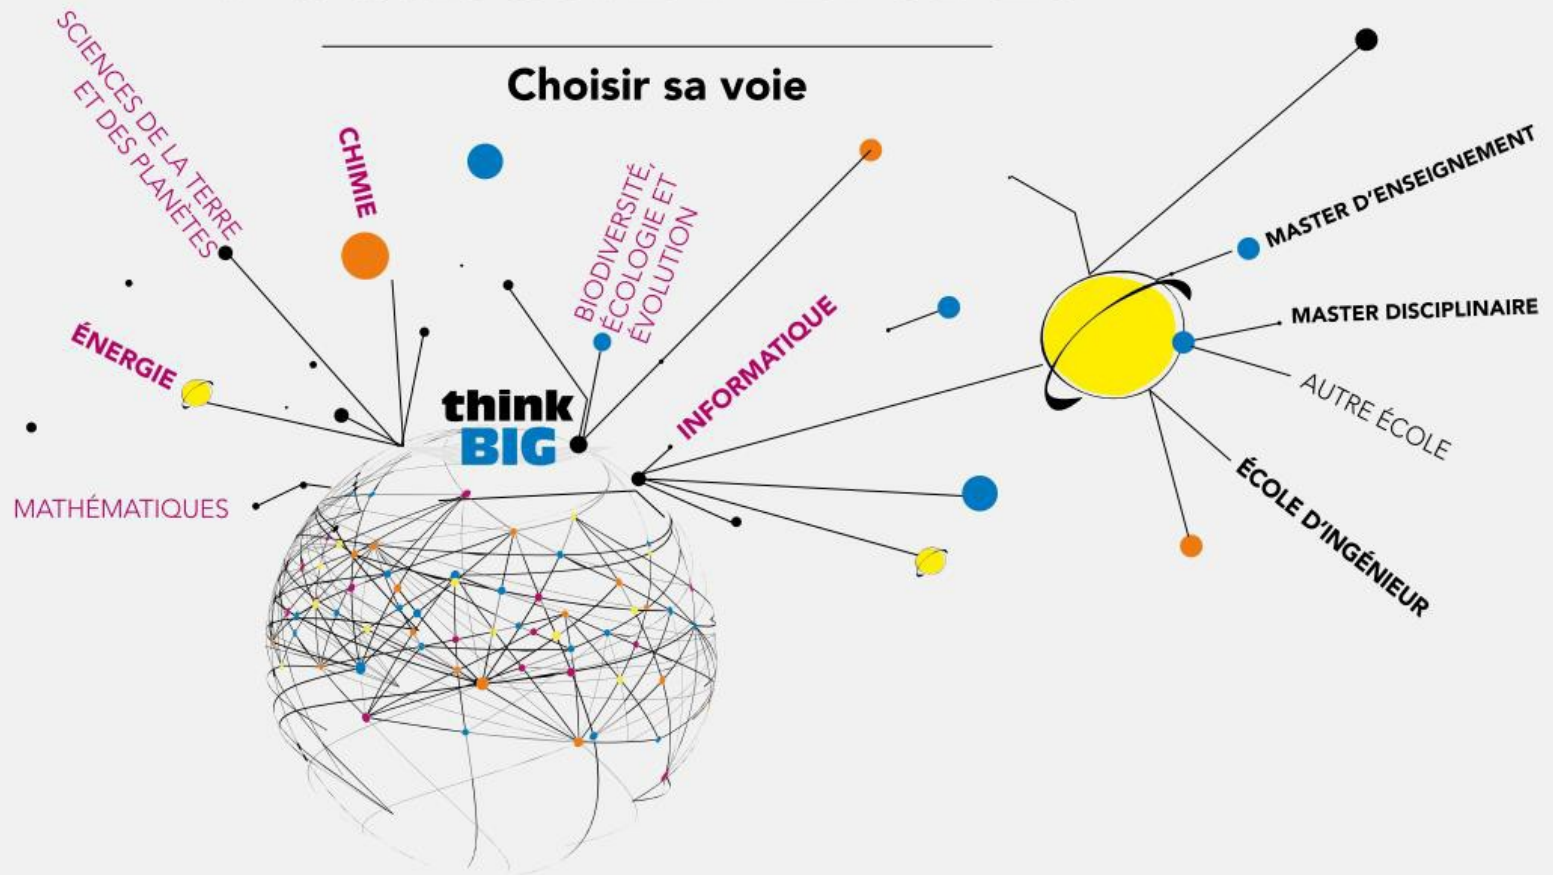 Choisir sa voie
SCIENCES DE LA TERRE
ET DES PLANÈTES
CHIMIE
BIODIVERSITÉ,
ÉCOLOGIE ET
ÉVOLUTION
ÉNERGIE
INFORMATIQUE
MATHÉMATIQUES
think
BIG
MASTER D'ENSEIGNEMENT
MASTER DISCIPLINAIRE
AUTRE ÉCOLE
ÉCOLE D'INGÉNIEUR